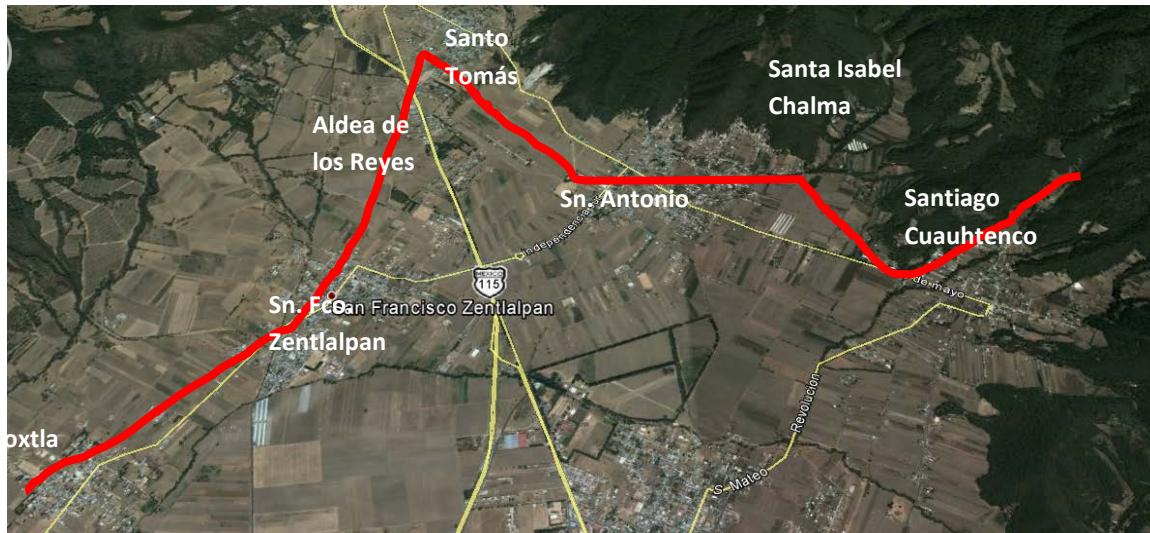 Santo
Tomás
Santa Isabel
Chalma
Aldea de
los Reyes
Sn. Antonio
Santiago
Cuauhtenco
Independencia
MEXICO
115
de mayo
Sn. Fco.
San Francisco Zentlalpan
Zentlalpan
Revolucion
oxtla
S. Mateo